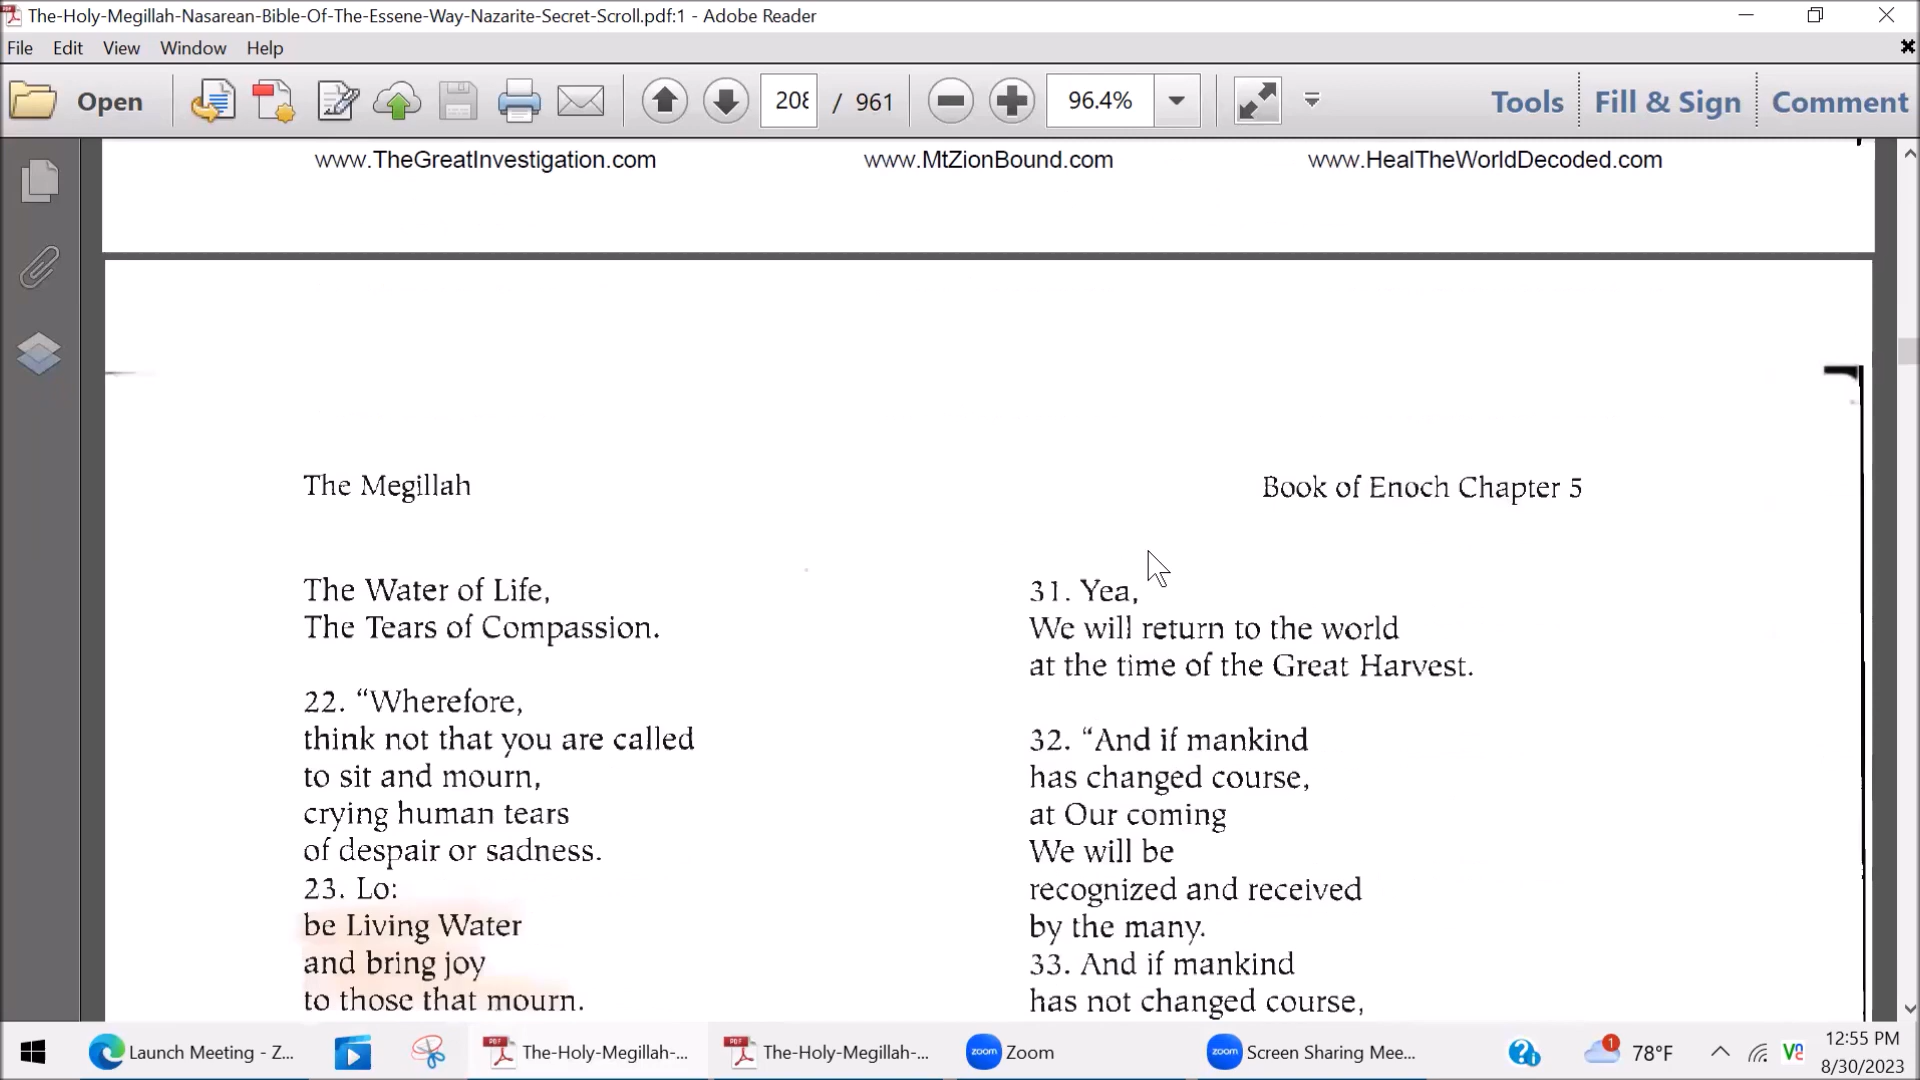 The-Holy-Megillah-Nasarean-Bible-Of-The-Essene-Way-Nazarite-Secret-Scroll.pdf:1 - Adobe Reader
File Edit View Window Help
Open 208 / 961 96.4% Tools Fill & Sign Comment
www.TheGreatInvestigation.com www.MtZionBound.com www.HealTheWorldDecoded.com
The Megillah
Book of Enoch Chapter 5
The Water of Life,
The Tears of Compassion.
22. “Wherefore,
think not that you are called
to sit and mourn,
crying human tears
of despair or sadness.
23. Lo:
be Living Water
and bring joy
to those that mourn.
31. Yea,
We will return to the world
at the time of the Great Harvest.
32. “And if mankind
has changed course,
at Our coming
We will be
recognized and received
by the many.
33. And if mankind
has not changed course,
Launch Meeting - Z...
The-Holy-Megillah-...
The-Holy-Megillah-...
zoom Zoom
zoom Screen Sharing Mee...
1 78°F
12:55 PM
8/30/2023